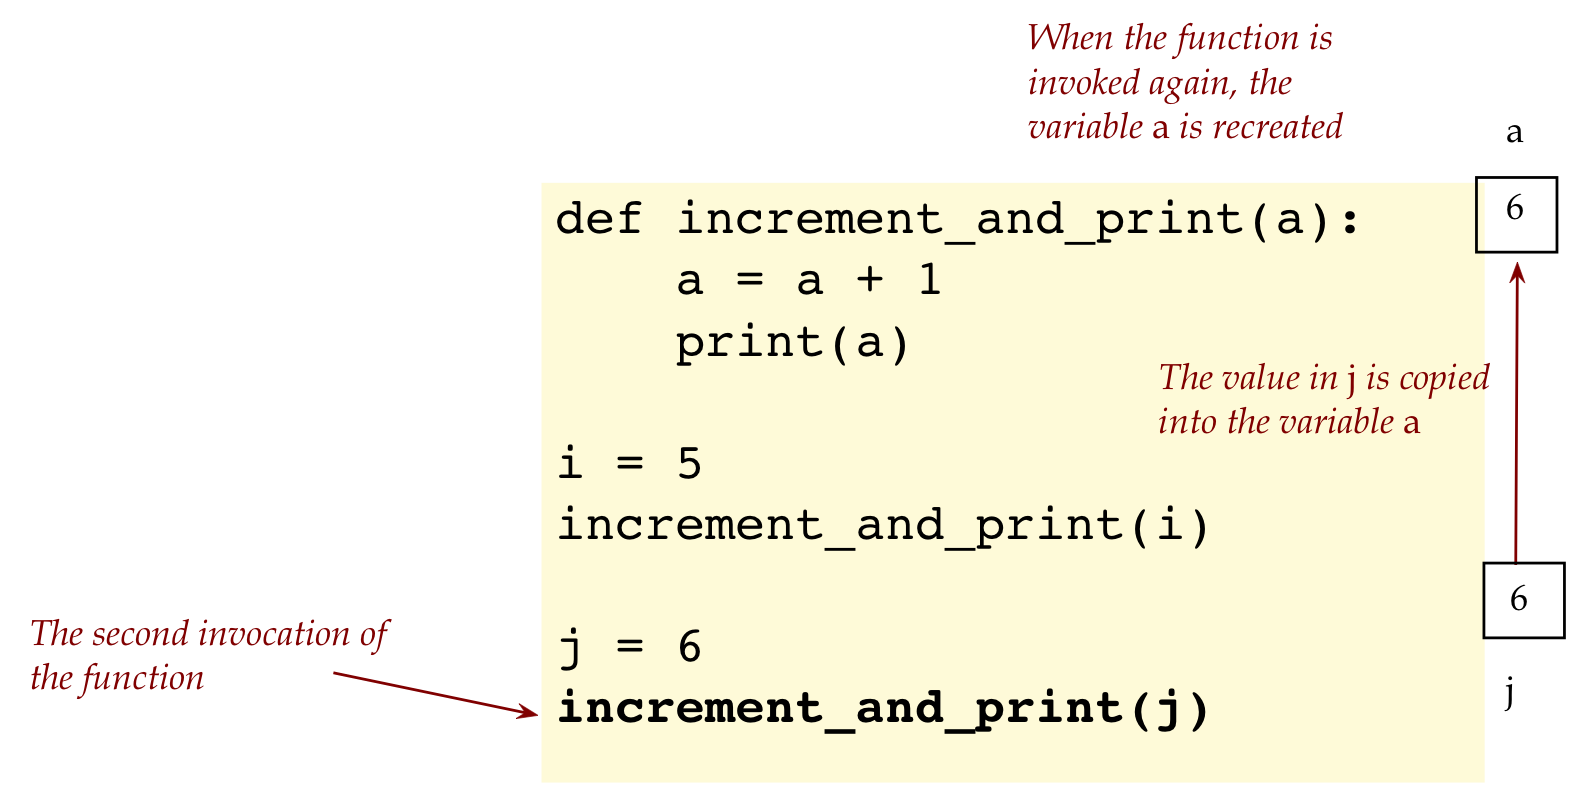 When the function is
invoked again, the
variable a is recreated
a
6
def increment_and_print(a):
    a = a + 1
    print(a)
The value in j is copied
into the variable a
i = 5
increment_and_print(i)
6
The second invocation of
the function
j = 6
j
increment_and_print(j)